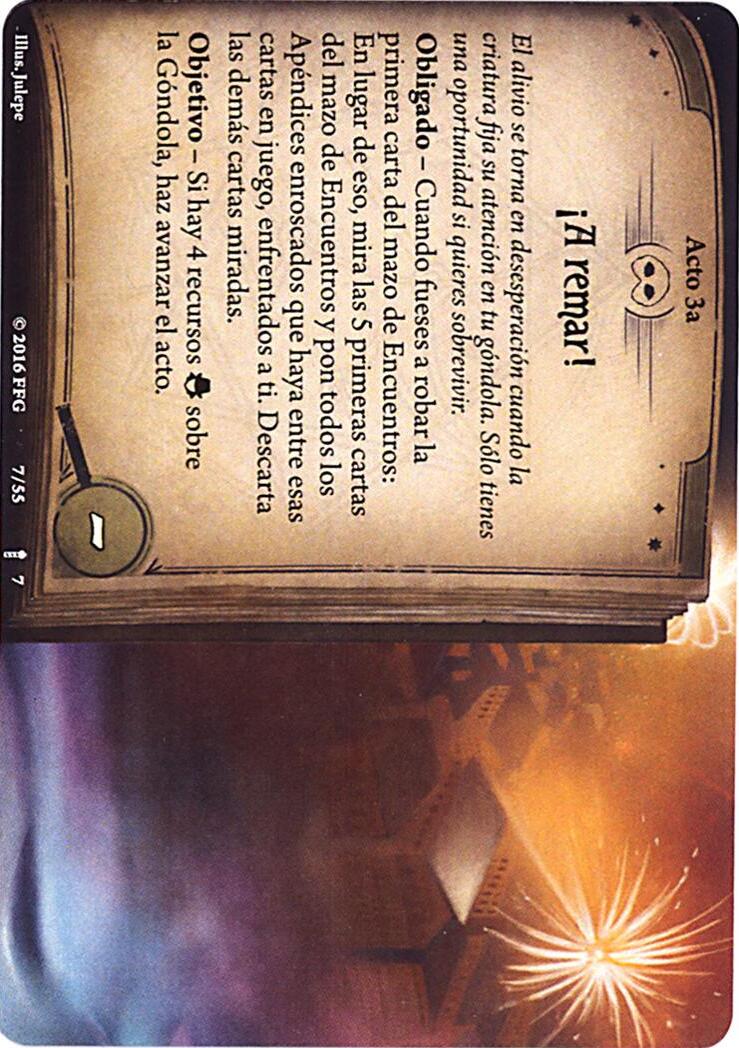 Acto 3a
¡A remar!
El alivio se torna en desesperación cuando la
criatura fija su atención en tu góndola. Sólo tienes
una oportunidad si quieres sobrevivir.
Obligado – Cuando fueses a robar la
primera carta del mazo de Encuentros:
En lugar de eso, mira las 5 primeras cartas
del mazo de Encuentros y pon todos los
Apéndices enroscados que haya entre esas
cartas en juego, enfrentados a ti. Descarta
las demás cartas miradas.
Objetivo – Si hay 4 recursos sobre
la Góndola, haz avanzar el acto.
–
Illus. Julepe © 2016 FFG 7/55 7